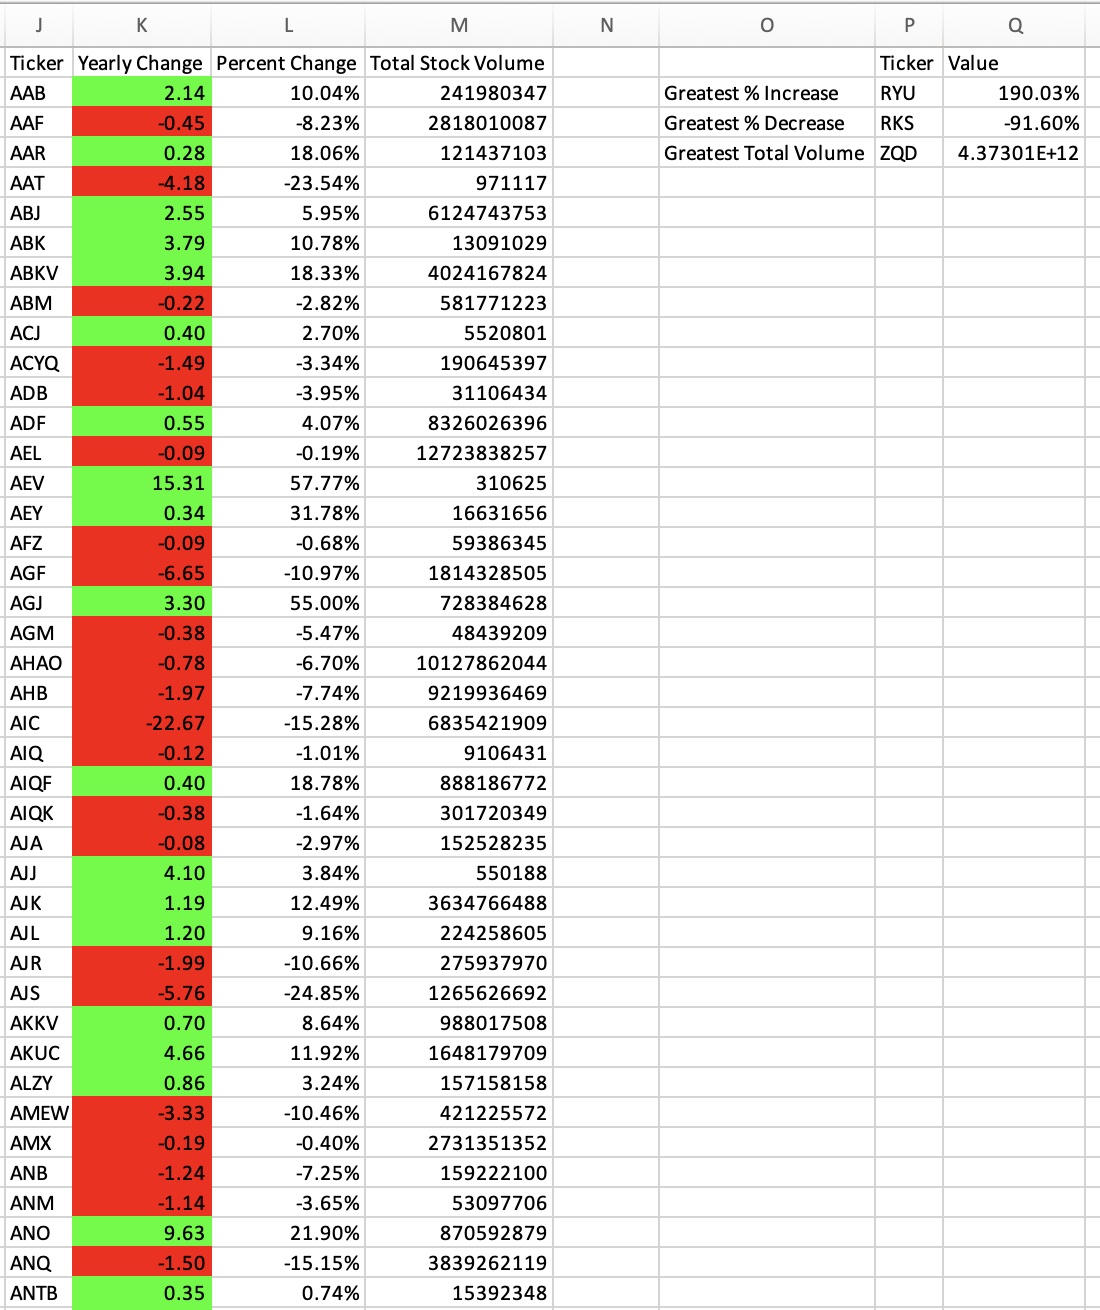 J K L M N O P Q
Ticker Yearly Change Percent Change Total Stock Volume Ticker Value
AAB 2.14 10.04% 241980347 Greatest % Increase RYU 190.03%
AAF -0.45 -8.23% 2818010087 Greatest % Decrease RKS -91.60%
AAR 0.28 18.06% 121437103 Greatest Total Volume ZQD 4.37301E+12
AAT -4.18 -23.54% 971117
ABJ 2.55 5.95% 6124743753
ABK 3.79 10.78% 13091029
ABKV 3.94 18.33% 4024167824
ABM -0.22 -2.82% 581771223
ACJ 0.40 2.70% 5520801
ACYQ -1.49 -3.34% 190645397
ADB -1.04 -3.95% 31106434
ADF 0.55 4.07% 8326026396
AEL -0.09 -0.19% 12723838257
AEV 15.31 57.77% 310625
AEY 0.34 31.78% 16631656
AFZ -0.09 -0.68% 59386345
AGF -6.65 -10.97% 1814328505
AGJ 3.30 55.00% 728384628
AGM -0.38 -5.47% 48439209
AHAO -0.78 -6.70% 10127862044
AHB -1.97 -7.74% 9219936469
AIC -22.67 -15.28% 6835421909
AIQ -0.12 -1.01% 9106431
AIQF 0.40 18.78% 888186772
AIQK -0.38 -1.64% 301720349
AJA -0.08 -2.97% 152528235
AJJ 4.10 3.84% 550188
AJK 1.19 12.49% 3634766488
AJL 1.20 9.16% 224258605
AJR -1.99 -10.66% 275937970
AJS -5.76 -24.85% 1265626692
AKKV 0.70 8.64% 988017508
AKUC 4.66 11.92% 1648179709
ALZY 0.86 3.24% 157158158
AMEW -3.33 -10.46% 421225572
AMX -0.19 -0.40% 2731351352
ANB -1.24 -7.25% 159222100
ANM -1.14 -3.65% 53097706
ANO 9.63 21.90% 870592879
ANQ -1.50 -15.15% 3839262119
ANTB 0.35 0.74% 15392348